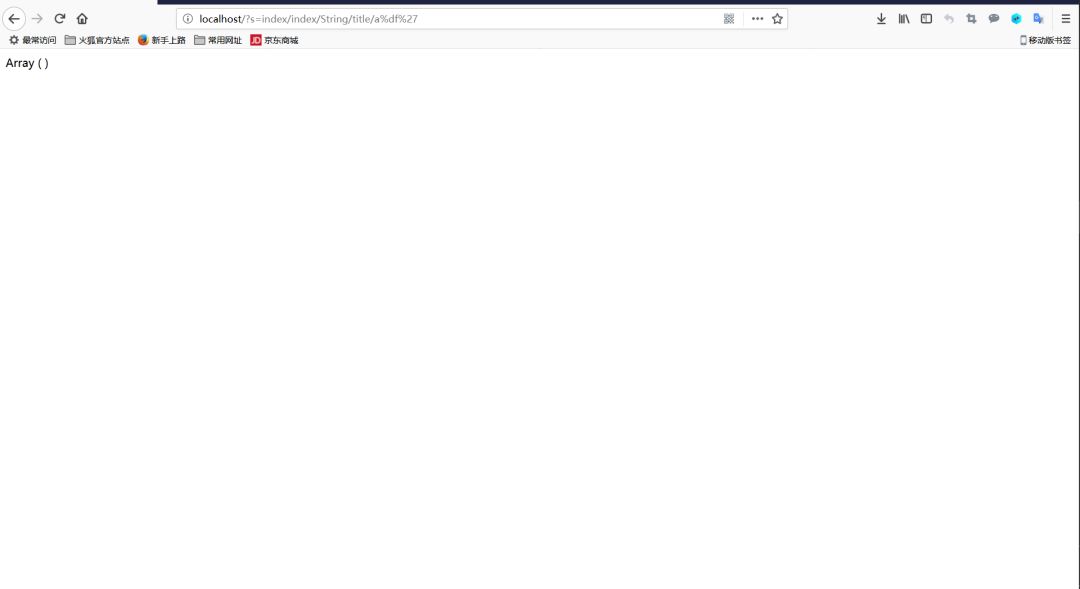 localhost/?s=index/index/String/title/a%df%27
最常访问 火狐官方站点 新手上路 常用网址 JD 京东商城 移动版书签
Array ( )